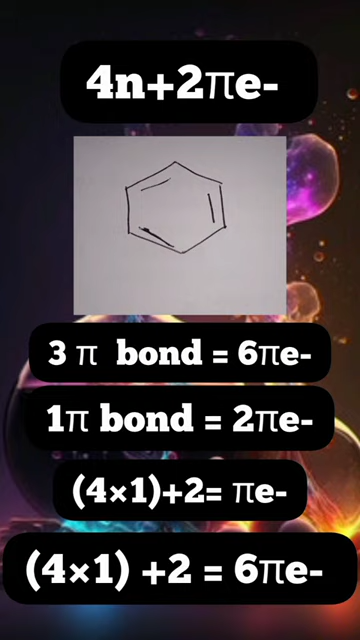 4n+2πe-
3 π bond = 6πe-
1π bond = 2πe-
(4×1)+2= πe-
(4×1) +2 = 6πe-